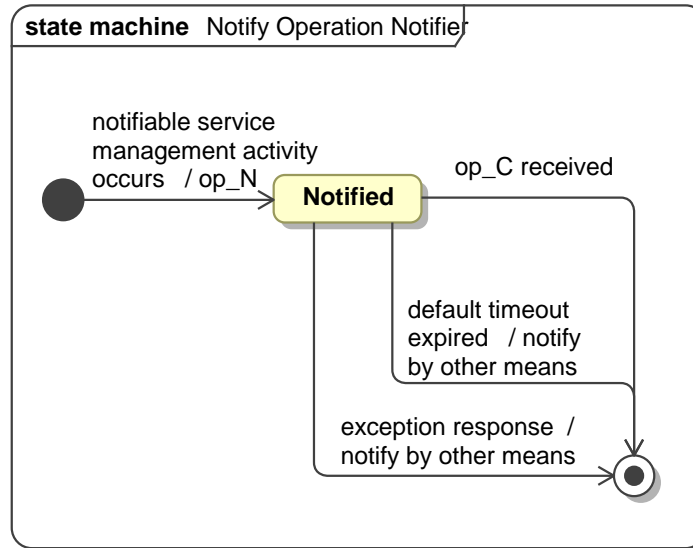 state machine Notify Operation Notifier
notifiable service
management activity
occurs / op_N
Notified
op_C received
default timeout
expired / notify
by other means
exception response /
notify by other means